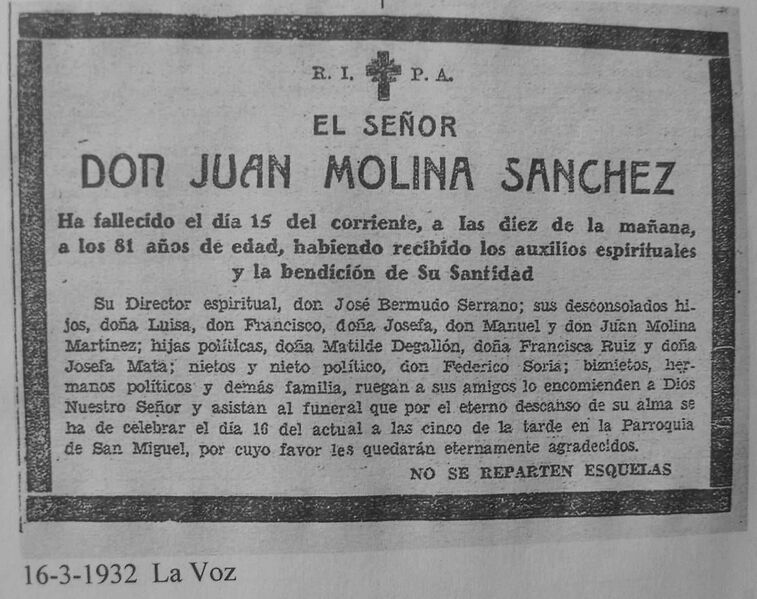 R. I. P. A.
EL SEÑOR
DON JUAN MOLINA SANCHEZ
Ha fallecido el día 15 del corriente, a las diez de la mañana,
a los 81 años de edad, habiendo recibido los auxilios espirituales
y la bendición de Su Santidad
Su Director espiritual, don José Bermudo Serrano; sus desconsolados hi-
jos, doña Luisa, don Francisco, doña Josefa, don Manuel y don Juan Molina
Martínez; hijas políticas, doña Matilde Degallón, doña Francisca Ruiz y doña
Josefa Mata; nietos y nieto político, don Federico Soria; biznietos, her-
manos políticos y demás familia, ruegan a sus amigos lo encomienden a Dios
Nuestro Señor y asistan al funeral que por el eterno descanso de su alma se
ha de celebrar el día 16 del actual a las cinco de la tarde en la Parroquia
de San Miguel, por cuyo favor les quedarán eternamente agradecidos.
NO SE REPARTEN ESQUELAS
16-3-1932 La Voz